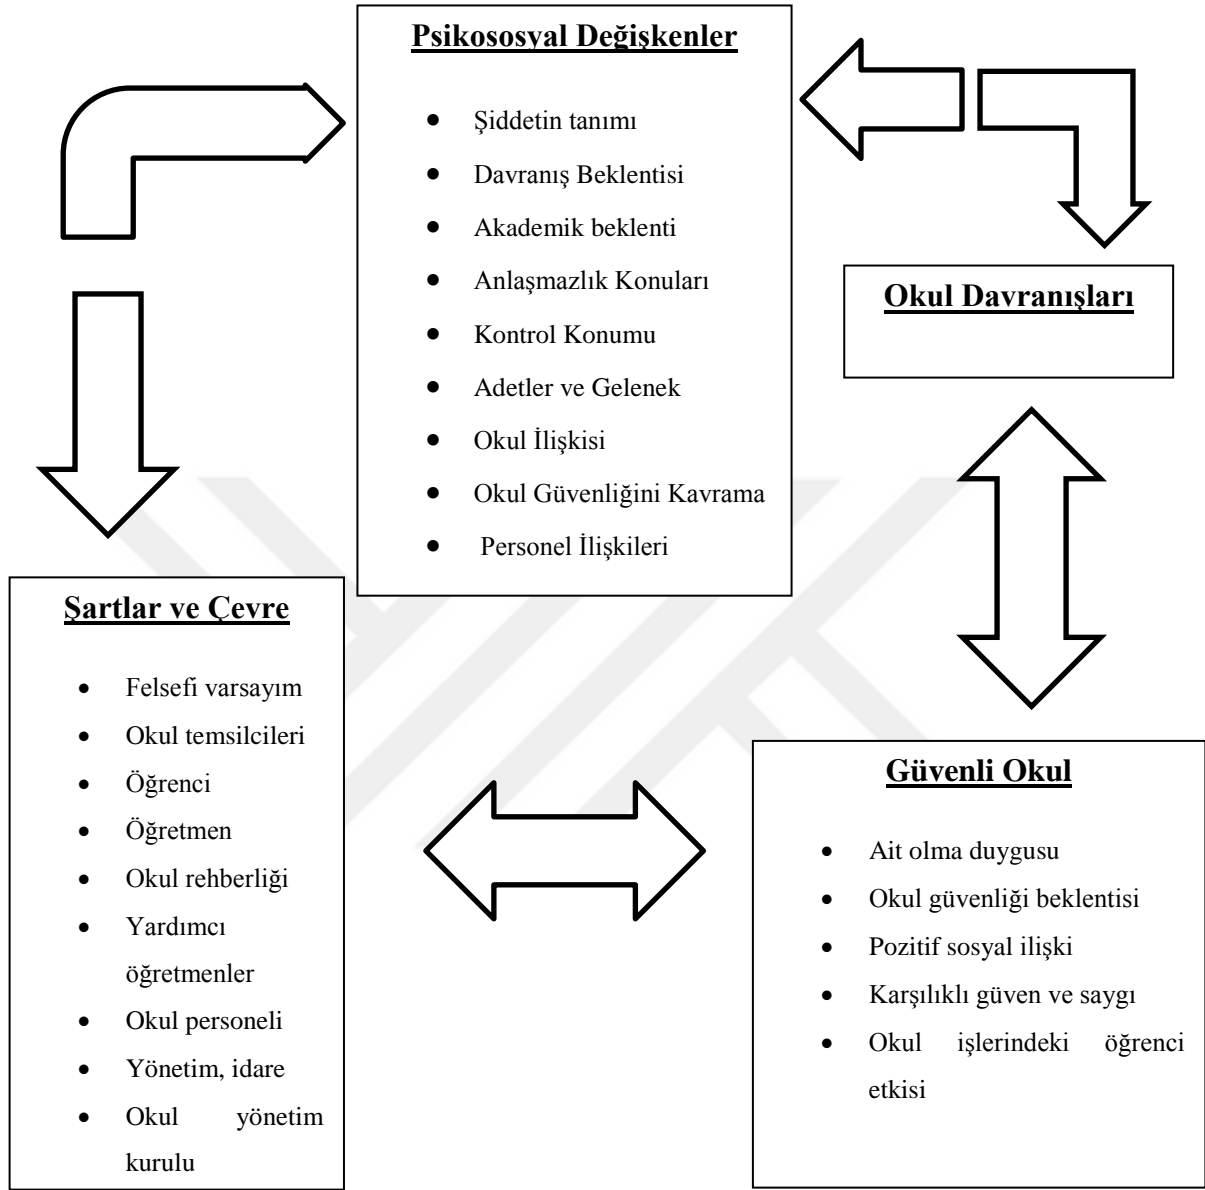 Psikososyal Değişkenler
• Şiddetin tanımı
• Davranış Beklentisi
• Akademik beklenti
• Anlaşmazlık Konuları
• Kontrol Konumu
• Adetler ve Gelenek
• Okul İlişkisi
• Okul Güvenliğini Kavrama
• Personel İlişkileri
Okul Davranışları
Şartlar ve Çevre
• Felsefi varsayım
• Okul temsilcileri
• Öğrenci
• Öğretmen
• Okul rehberliği
• Yardımcı
öğretmenler
• Okul personeli
• Yönetim, idare
• Okul yönetim
kurulu
Güvenli Okul
• Ait olma duygusu
• Okul güvenliği beklentisi
• Pozitif sosyal ilişki
• Karşılıklı güven ve saygı
• Okul işlerindeki öğrenci
etkisi